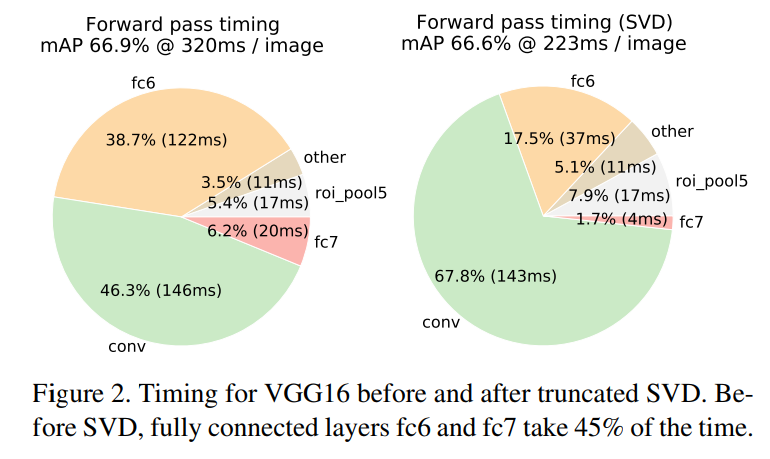 Forward pass timing
mAP 66.9% @ 320ms / image
fc6
38.7% (122ms)
other
3.5% (11ms)
roi_pool5
5.4% (17ms)
6.2% (20ms)
fc7
46.3% (146ms)
conv
Forward pass timing (SVD)
mAP 66.6% @ 223ms / image
fc6
17.5% (37ms)
other
5.1% (11ms)
roi_pool5
7.9% (17ms)
1.7% (4ms)
fc7
67.8% (143ms)
conv
Figure 2. Timing for VGG16 before and after truncated SVD. Be-
fore SVD, fully connected layers fc6 and fc7 take 45% of the time.